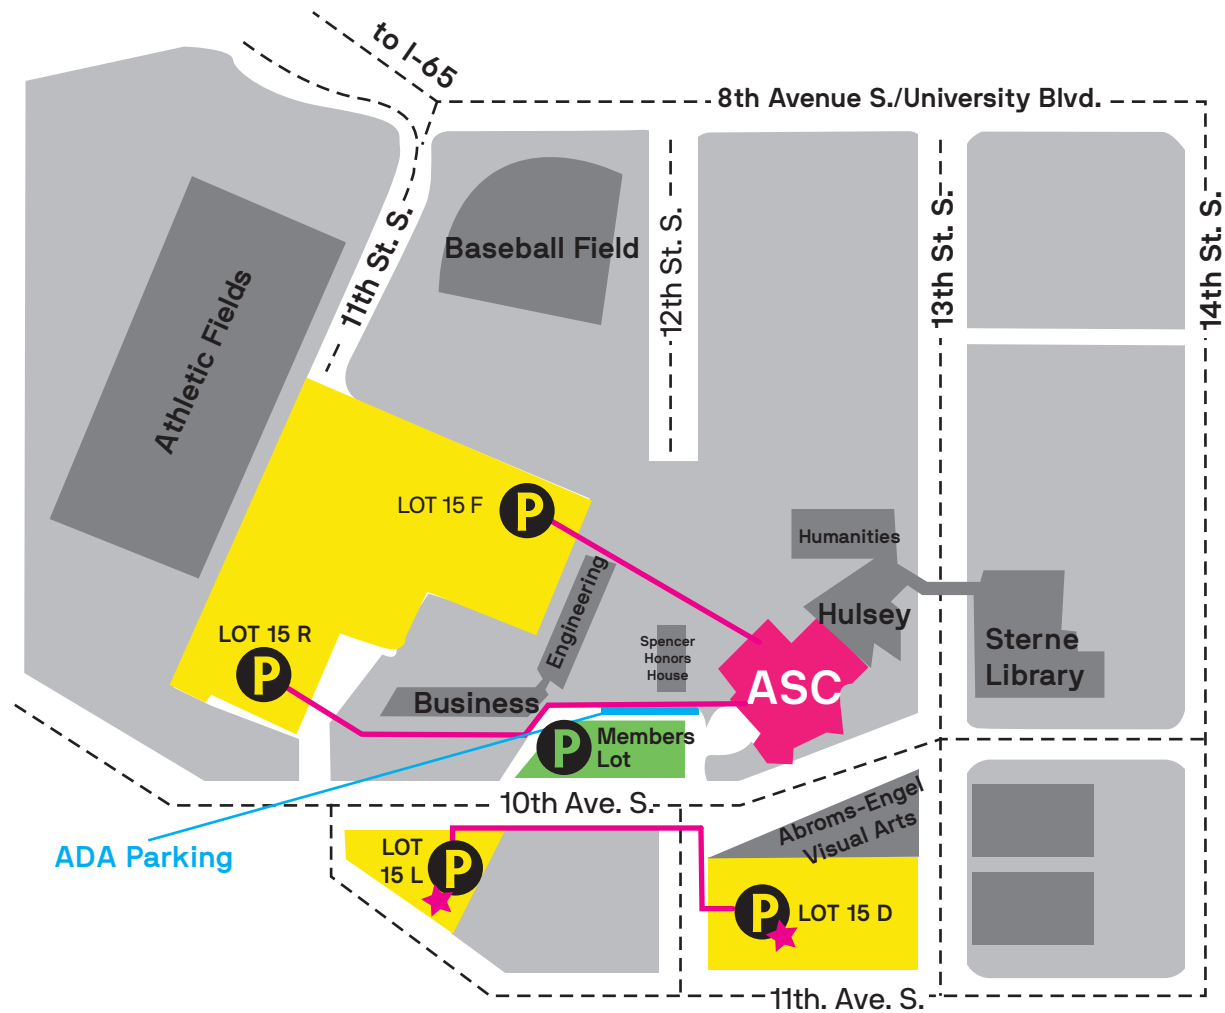 to I-65
8th Avenue S./University Blvd.
11th St. S.
12th St. S.
13th St. S.
14th St. S.
Baseball Field
Athletic Fields
LOT 15 F
P
Humanities
Engineering
Hulsey
LOT 15 R
P
Spencer
Honors
House
Sterne
Library
ASC
Business
P
Members
Lot
10th Ave. S.
Abroms-Engel
Visual Arts
ADA Parking
LOT
15 L
P
P
LOT 15 D
11th. Ave. S.